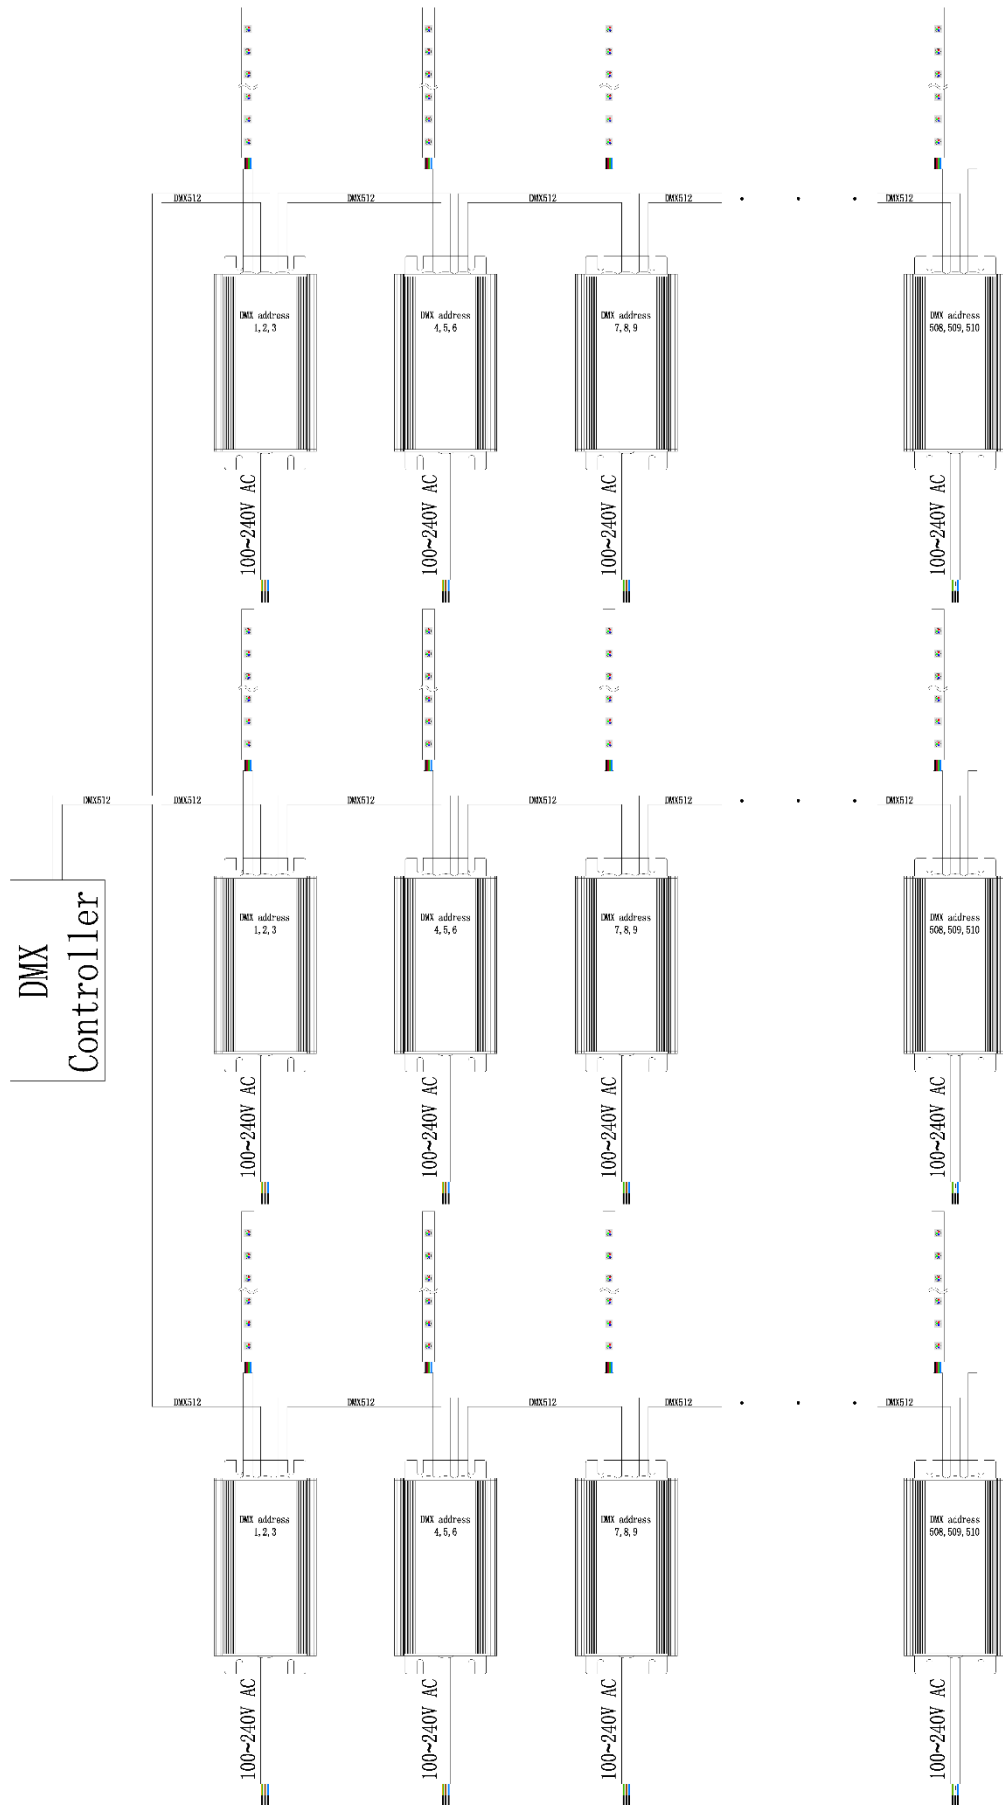 DMX512
DMX512
DMX512
DMX512
DMX512
DMX address
1,2,3
DMX address
4,5,6
DMX address
7,8,9
DMX address
508,509,510
100~240V AC
100~240V AC
100~240V AC
100~240V AC
DMX512
DMX512
DMX512
DMX512
DMX512
DMX512
DMX
Controller
DMX address
1,2,3
DMX address
4,5,6
DMX address
7,8,9
DMX address
508,509,510
100~240V AC
100~240V AC
100~240V AC
100~240V AC
DMX512
DMX512
DMX512
DMX512
DMX512
DMX address
1,2,3
DMX address
4,5,6
DMX address
7,8,9
DMX address
508,509,510
100~240V AC
100~240V AC
100~240V AC
100~240V AC